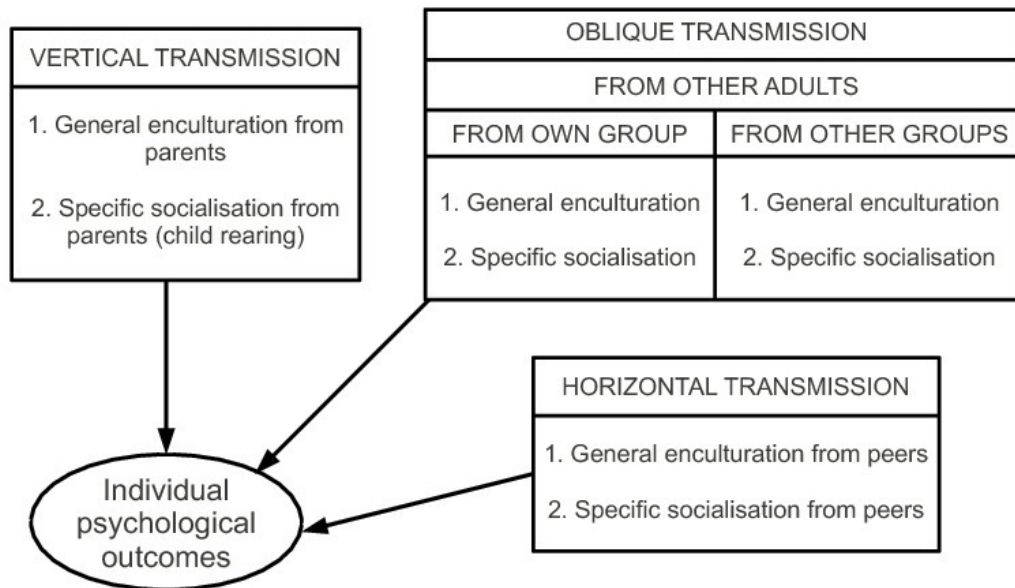 VERTICAL TRANSMISSION
1. General enculturation from
parents
2. Specific socialisation from
parents (child rearing)
OBLIQUE TRANSMISSION
FROM OTHER ADULTS
FROM OWN GROUP
1. General enculturation
2. Specific socialisation
FROM OTHER GROUPS
1. General enculturation
2. Specific socialisation
HORIZONTAL TRANSMISSION
1. General enculturation from peers
2. Specific socialisation from peers
Individual
psychological
outcomes